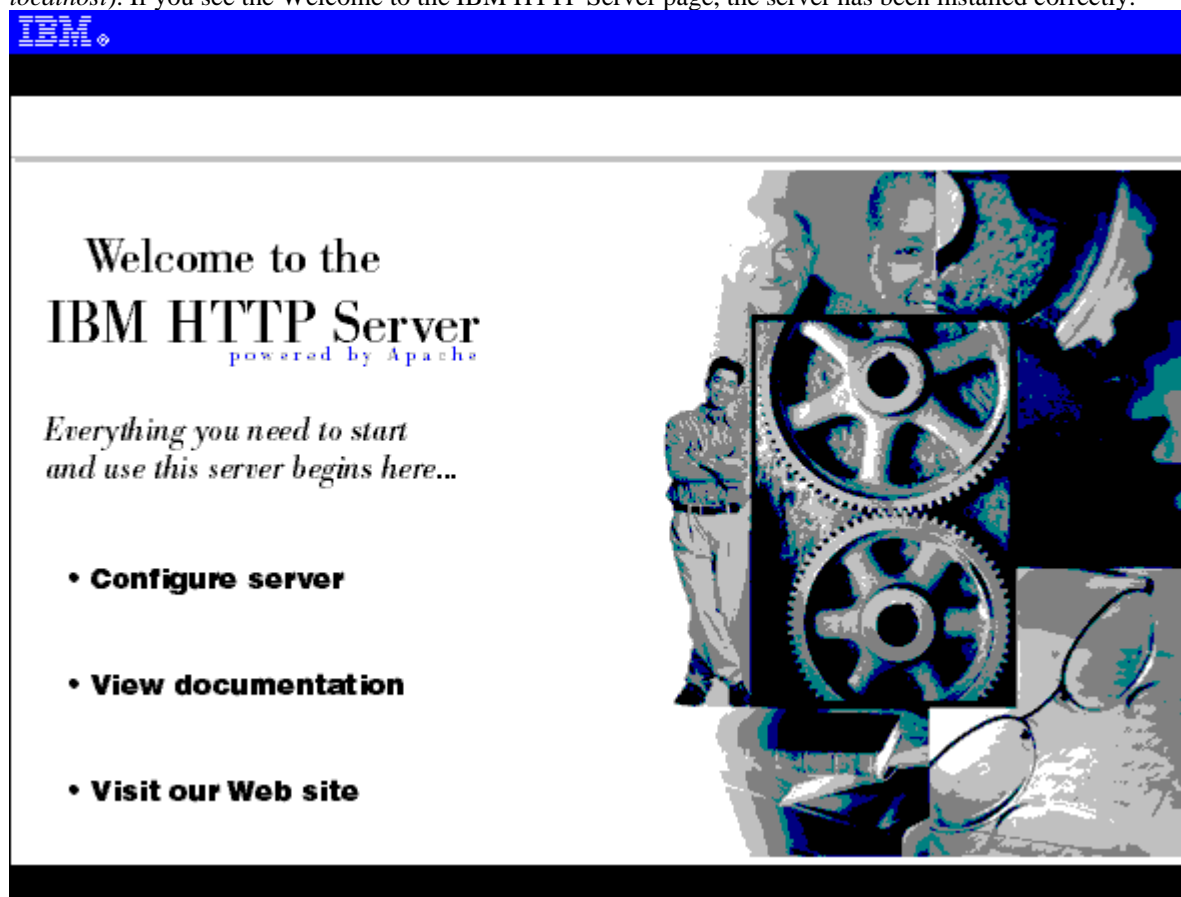 localhost). If you see the Welcome to the IBM HTTP Server page, the server has been installed correctly.
IBM®
Welcome to the
IBM HTTP Server
powered by Apache
Everything you need to start
and use this server begins here...
• Configure server
• View documentation
• Visit our Web site